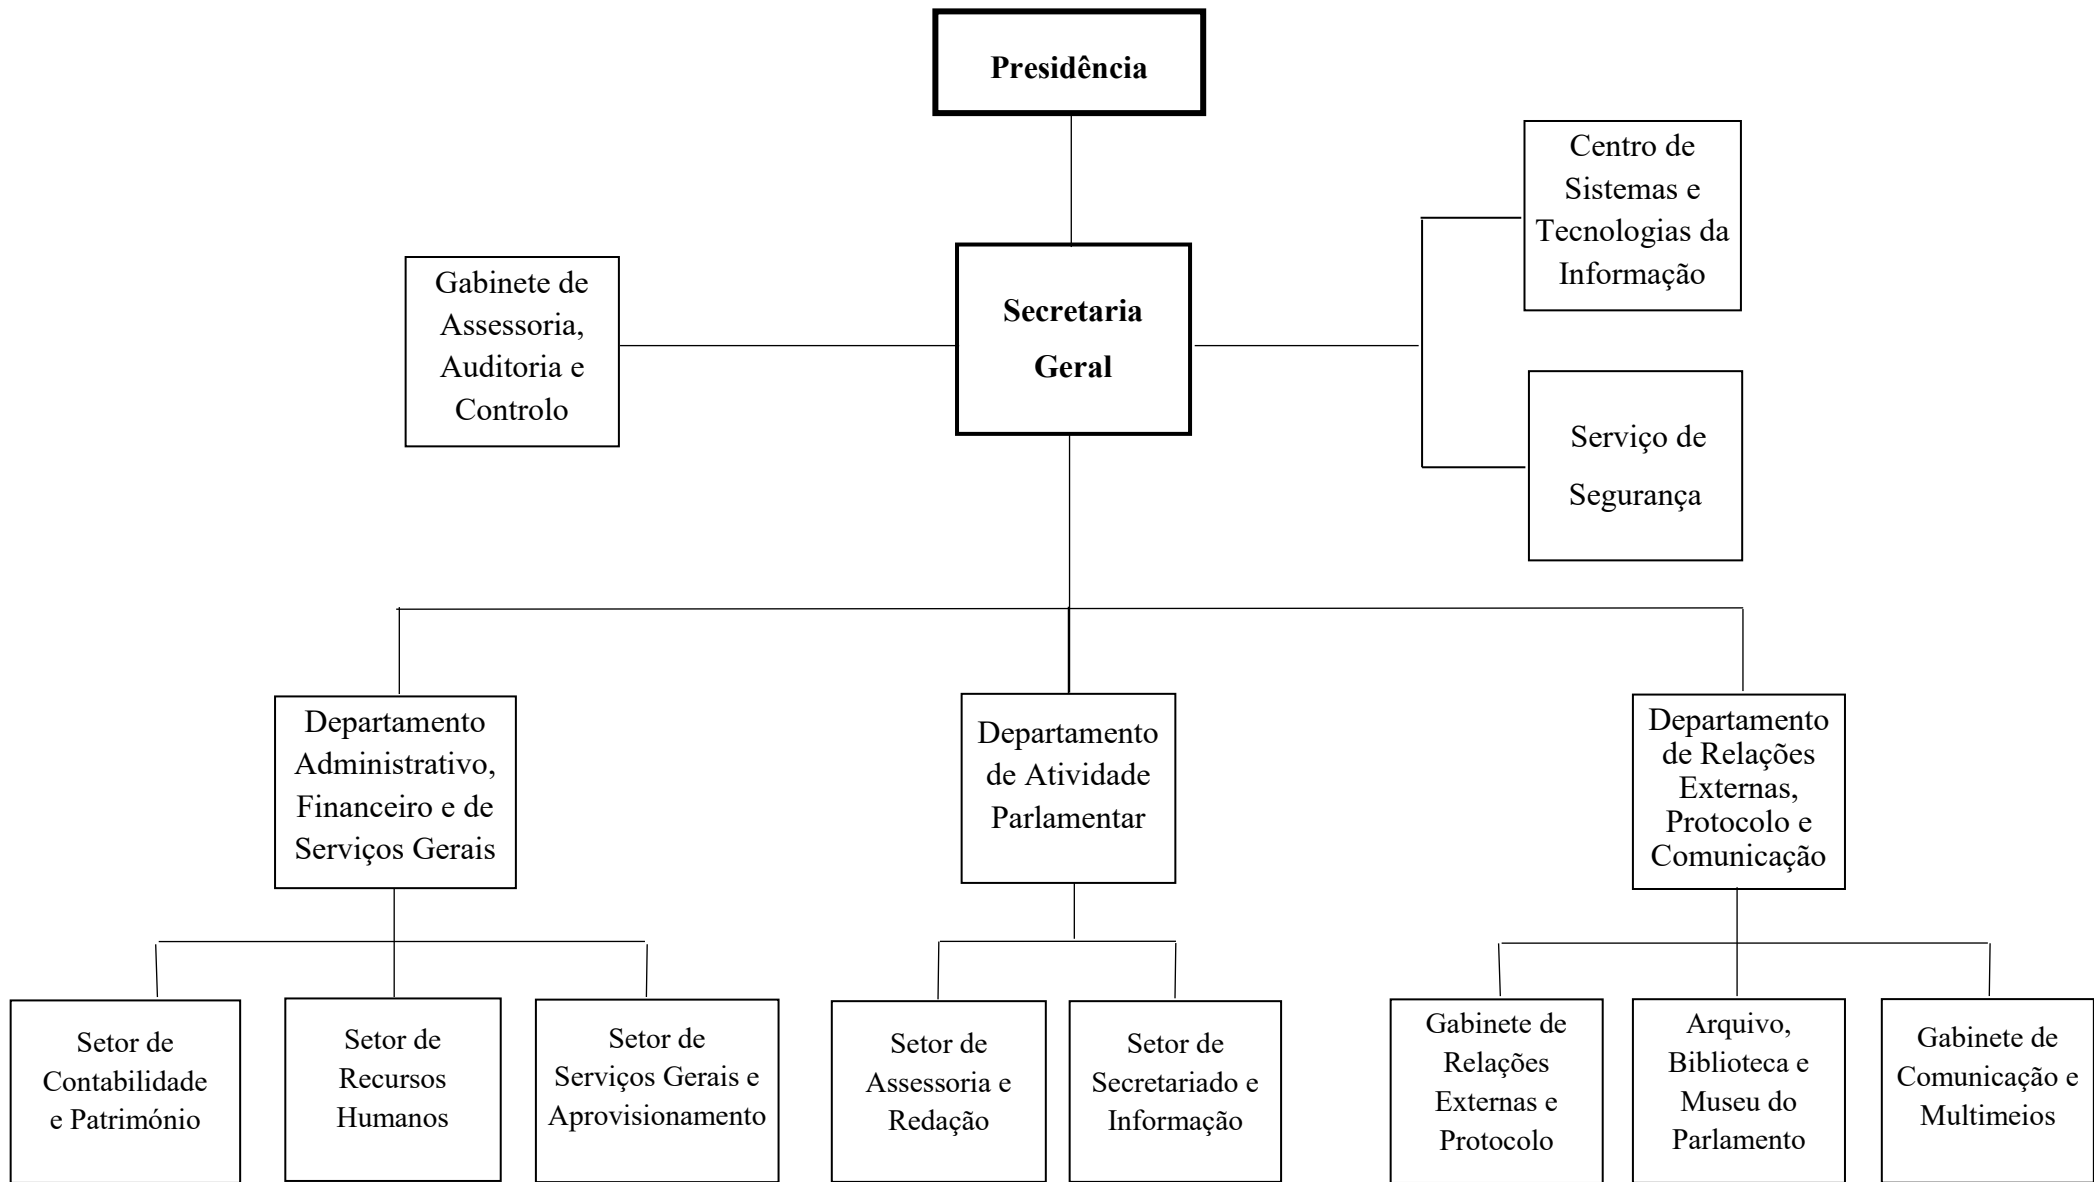 Presidência
Centro de
Sistemas e
Tecnologias da
Informação
Gabinete de
Assessoria,
Auditoria e
Controlo
Secretaria
Geral
Serviço de
Segurança
Departamento
Administrativo,
Financeiro e de
Serviços Gerais
Departamento
de Atividade
Parlamentar
Departamento
de Relações
Externas,
Protocolo e
Comunicação
Setor de
Contabilidade
e Património
Setor de
Recursos
Humanos
Setor de
Serviços Gerais e
Aprovisionamento
Setor de
Assessoria e
Redação
Setor de
Secretariado e
Informação
Gabinete de
Relações
Externas e
Protocolo
Arquivo,
Biblioteca e
Museu do
Parlamento
Gabinete de
Comunicação e
Multimeios